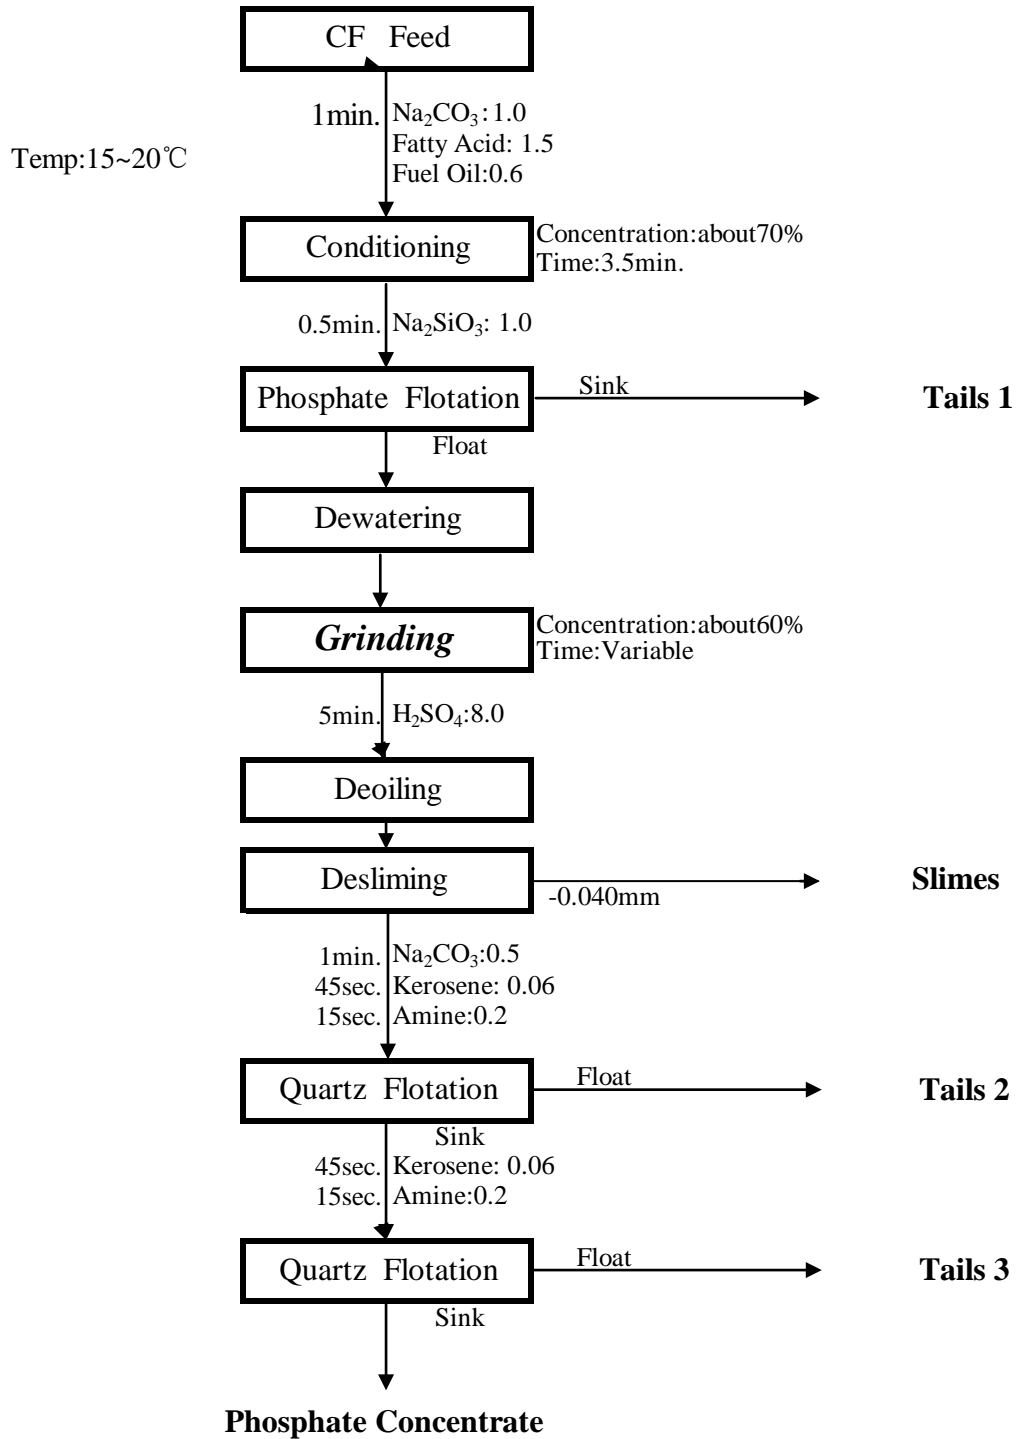 CF Feed
1min. Na₂CO₃:1.0
Fatty Acid: 1.5
Temp:15~20℃
Fuel Oil:0.6
Conditioning
Concentration:about70%
Time:3.5min.
0.5min. Na₂SiO₃: 1.0
Phosphate Flotation
Sink
Tails 1
Float
Dewatering
Grinding
Concentration:about60%
Time:Variable
5min. H₂SO₄:8.0
Deoiling
Desliming
-0.040mm
Slimes
1min. Na₂CO₃:0.5
45sec. Kerosene: 0.06
15sec. Amine:0.2
Quartz Flotation
Float
Tails 2
Sink
45sec. Kerosene: 0.06
15sec. Amine:0.2
Quartz Flotation
Float
Tails 3
Sink
Phosphate Concentrate